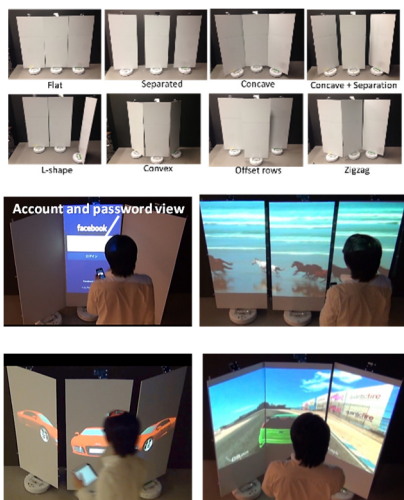 Flat Separated Concave Concave + Separation
L-shape Convex Offset rows Zigzag
Account and password view
facebook